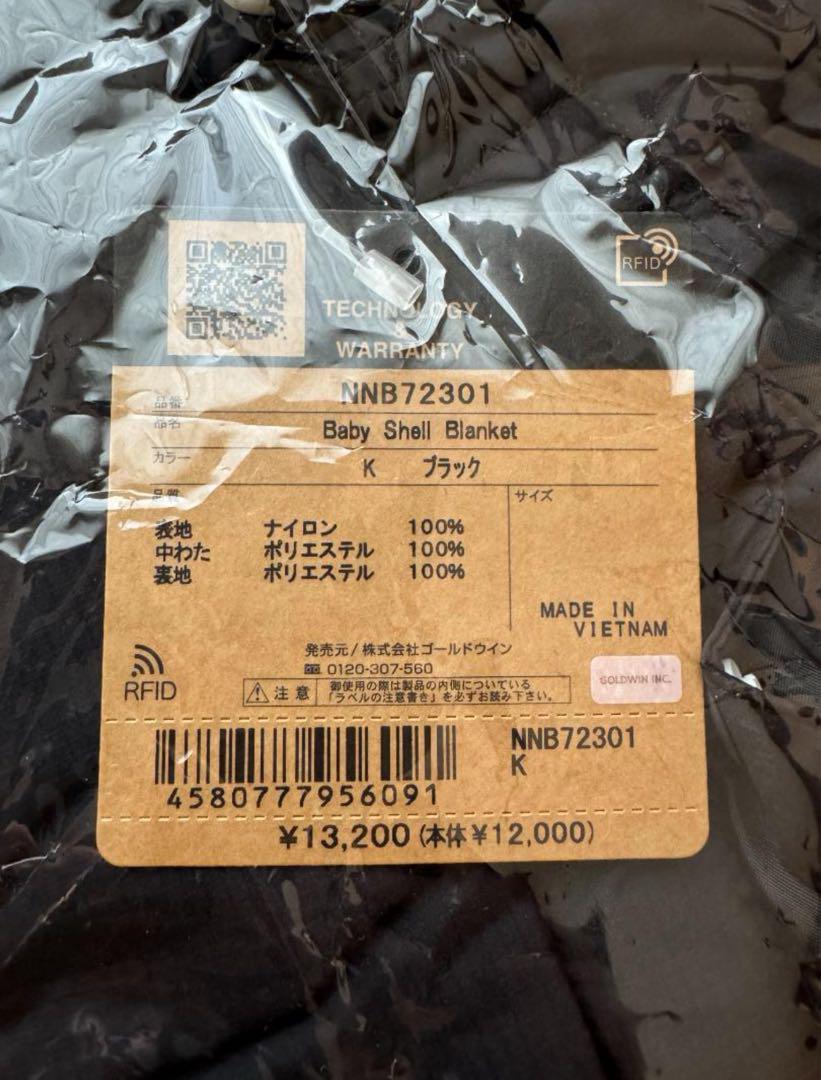 RFID
TECHNOLOGY
&
WARRANTY
品番 NNB72301
品名 Baby Shell Blanket
カラー K ブラック
品質 サイズ
表地 ナイロン 100%
中わた ポリエステル 100%
裏地 ポリエステル 100%
MADE IN
VIETNAM
発売元/株式会社ゴールドウイン
0120-307-560
RFID
注意 御使用の際は製品の内側についている
「ラベルの注意書き」を必ずお読み下さい。
GOLDWIN INC.
NNB72301
K
4580777956091
¥13,200(本体¥12,000)